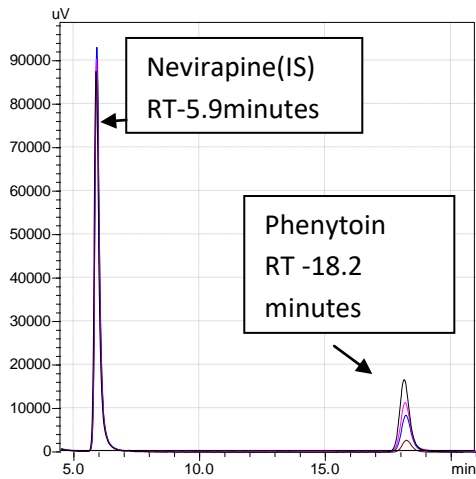 uV
90000
80000
70000
60000
50000
40000
30000
20000
10000
0
5.0 10.0 15.0 min
Nevirapine(IS)
RT-5.9minutes
Phenytoin
RT -18.2
minutes